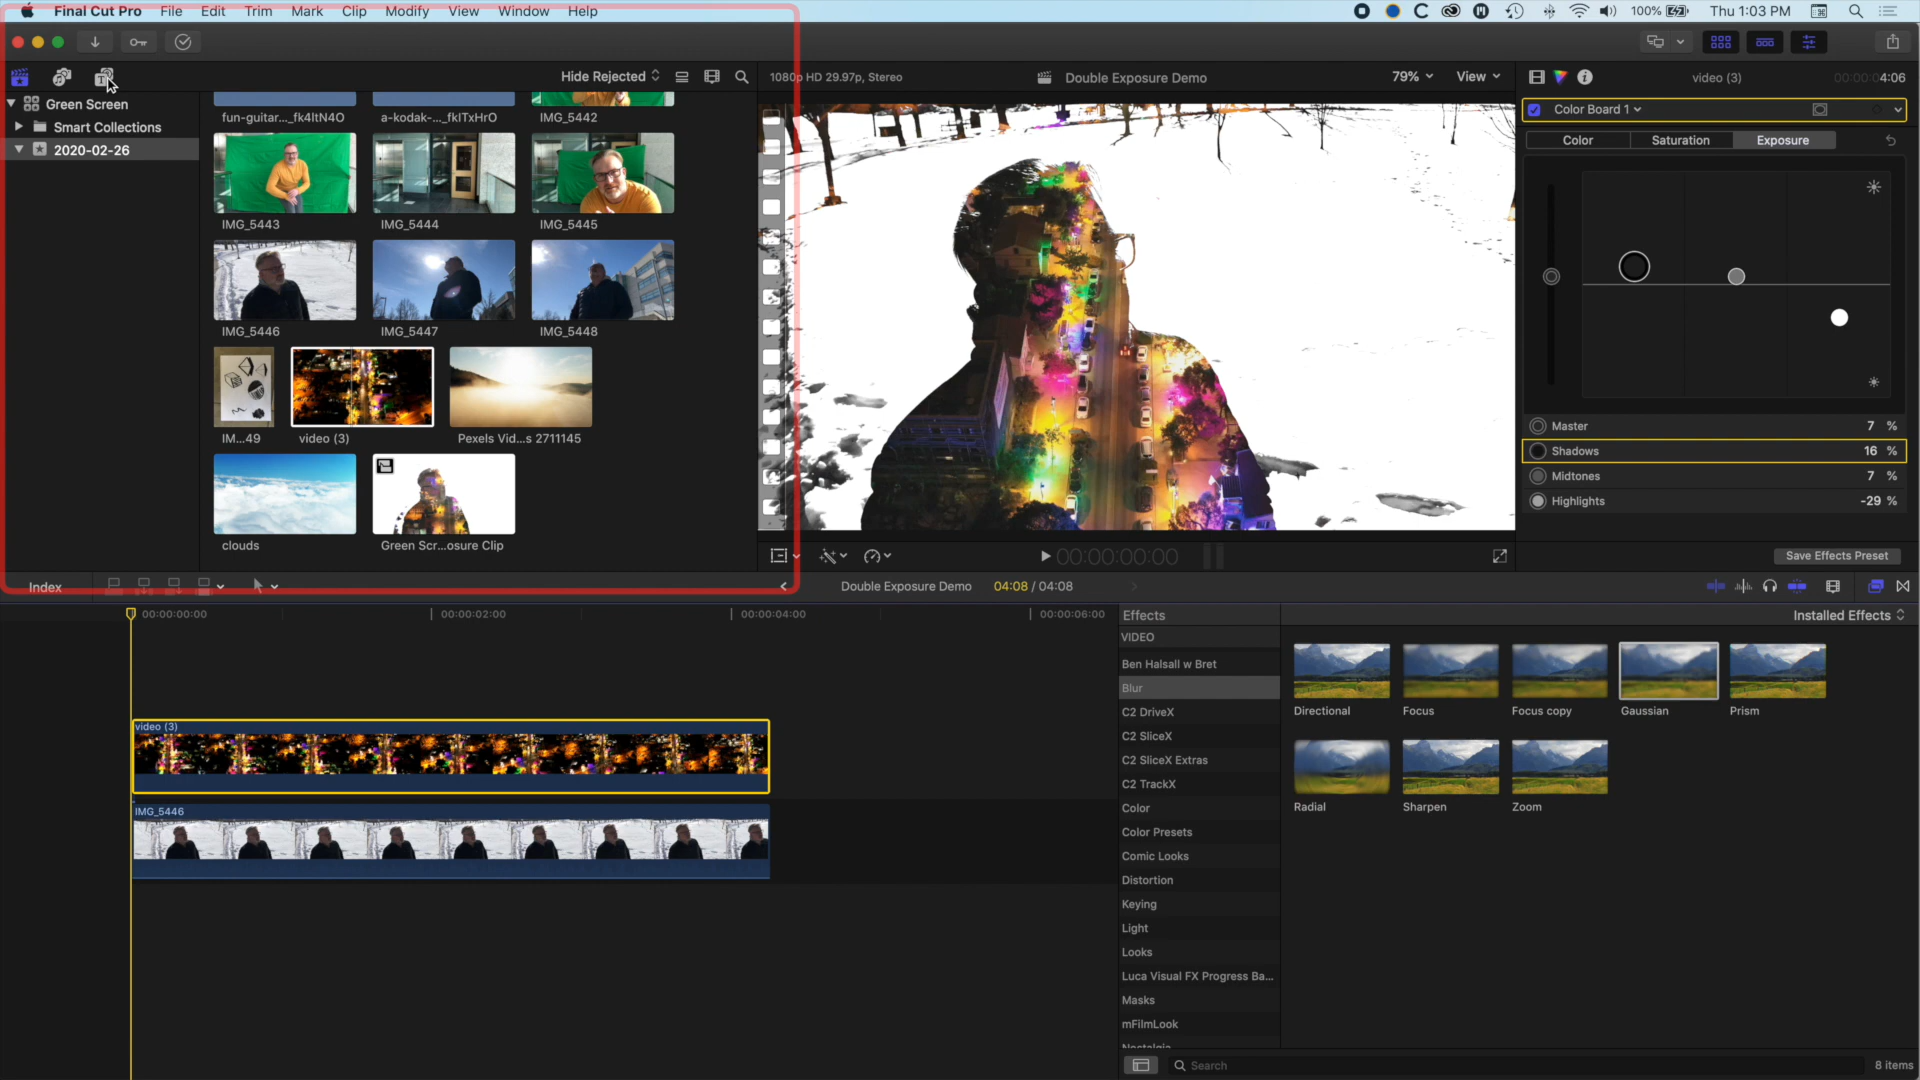 Final Cut Pro File Edit Trim Mark Clip Modify View Window Help 100% Thu 1:03 PM
Hide Rejected
1080p HD 29.97p, Stereo Double Exposure Demo 79% View
video (3) 4:06
Green Screen
Smart Collections
2020-02-26
fun-guitar..._fk4ltN4O a-kodak-..._fkITxHrO IMG_5442
IMG_5443 IMG_5444 IMG_5445
IMG_5446 IMG_5447 IMG_5448
IM...49 video (3) Pexels Vid...s 2711145
clouds Green Scr...osure Clip
Color Board 1
Color Saturation Exposure
Master 7 %
Shadows 16 %
Midtones 7 %
Highlights -29 %
00:00:00:00
Save Effects Preset
Index
Double Exposure Demo 04:08 / 04:08
00:00:00:00 00:00:02:00 00:00:04:00 00:00:06:00
video (3)
IMG_5446
Effects
Installed Effects
VIDEO
Ben Halsall w Bret
Blur
C2 DriveX
C2 SliceX
C2 SliceX Extras
C2 TrackX
Color
Color Presets
Comic Looks
Distortion
Keying
Light
Looks
Luca Visual FX Progress Ba...
Masks
mFilmLook
Nostalgia
Directional Focus Focus copy Gaussian Prism
Radial Sharpen Zoom
Search
8 items